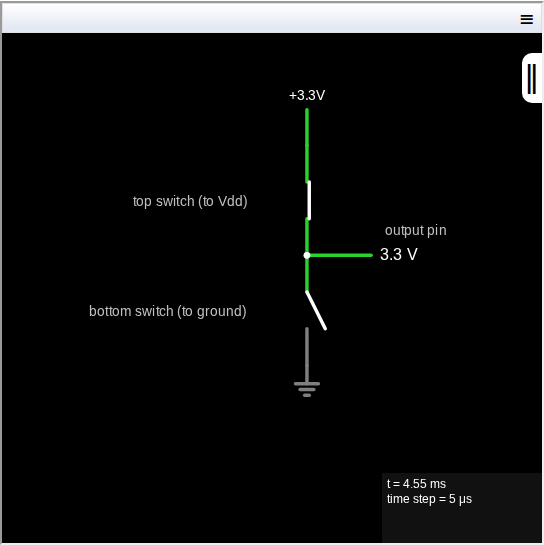 +3.3V
top switch (to Vdd)
output pin
3.3 V
bottom switch (to ground)
t = 4.55 ms
time step = 5 µs